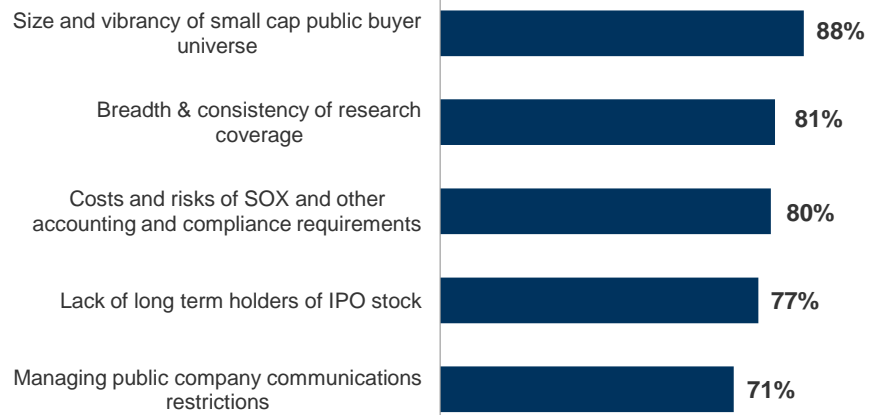 Size and vibrancy of small cap public buyer
universe
88%
Breadth & consistency of research
coverage
81%
Costs and risks of SOX and other
accounting and compliance requirements
80%
Lack of long term holders of IPO stock
77%
Managing public company communications
restrictions
71%